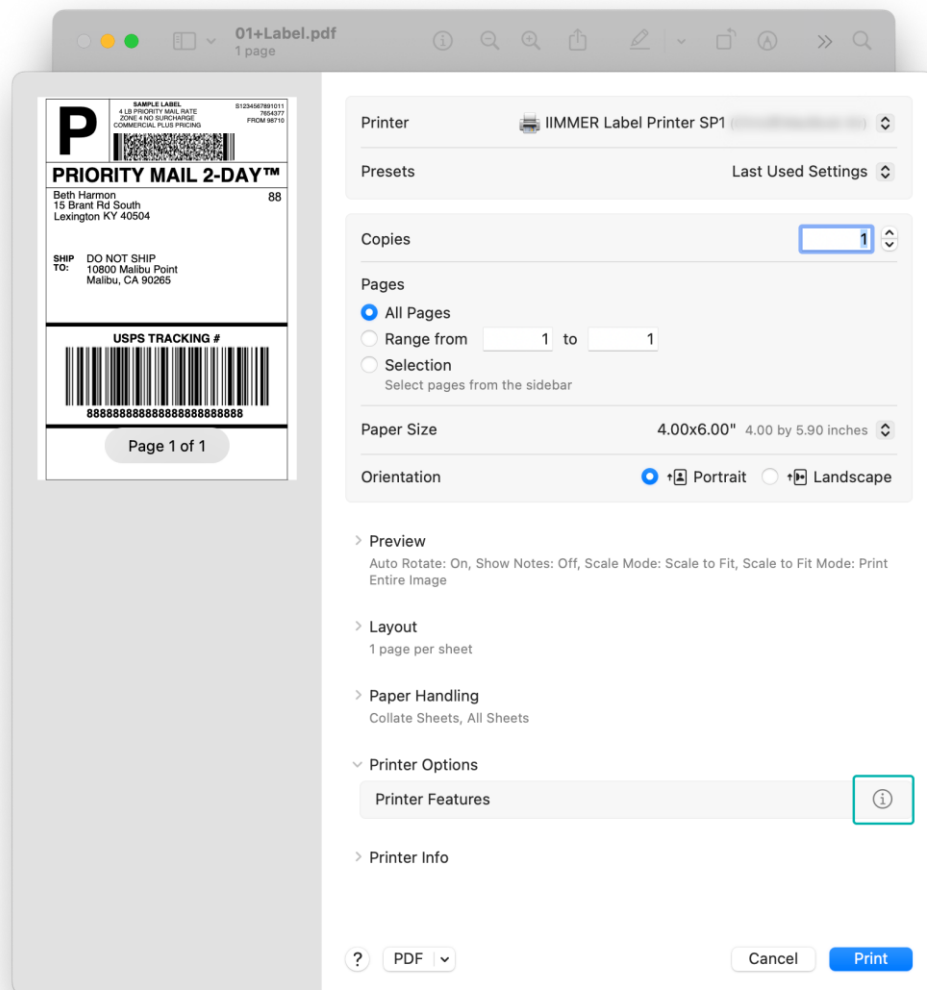 01+Label.pdf
1 page
P
SAMPLE LABEL
4 LB PRIORITY MAIL RATE
ZONE 4 NO SURCHARGE
COMMERCIAL PLUS PRICING
S1234567891011
7654377
FROM 98710
PRIORITY MAIL 2-DAY™
Beth Harmon
15 Brant Rd South
Lexington KY 40504
88
SHIP TO:
DO NOT SHIP
10800 Malibu Point
Malibu, CA 90265
USPS TRACKING #
Page 1 of 1
Printer IIMMER Label Printer SP1
Presets Last Used Settings
Copies 1
Pages
All Pages
Range from 1 to 1
Selection
Select pages from the sidebar
Paper Size 4.00x6.00" 4.00 by 5.90 inches
Orientation Portrait Landscape
Preview
Auto Rotate: On, Show Notes: Off, Scale Mode: Scale to Fit, Scale to Fit Mode: Print
Entire Image
Layout
1 page per sheet
Paper Handling
Collate Sheets, All Sheets
Printer Options
Printer Features
Printer Info
? PDF Cancel Print